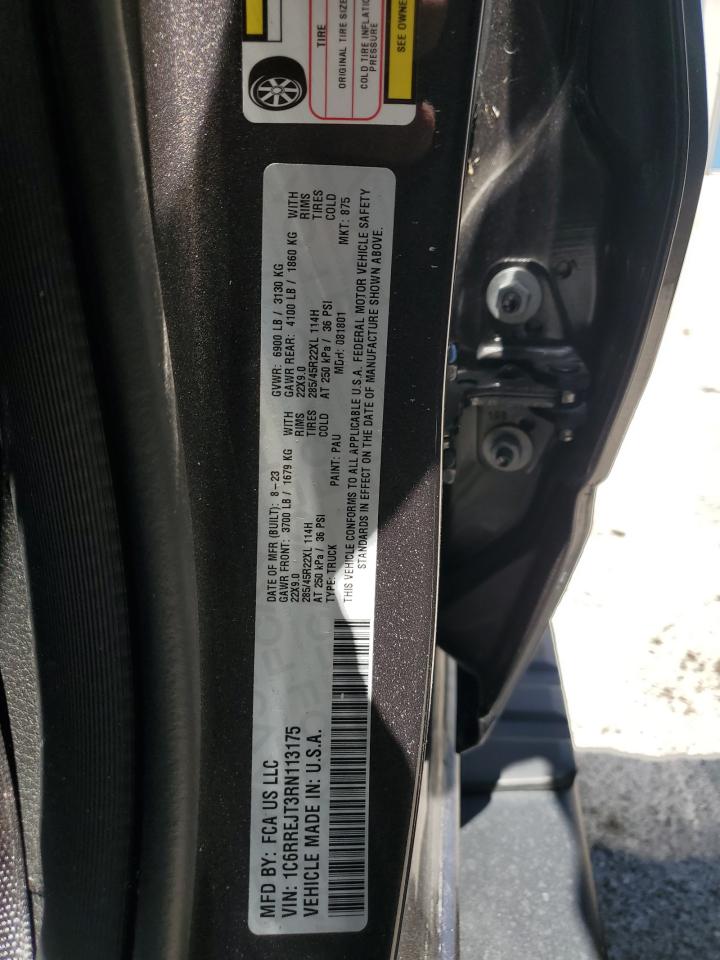 MFD BY: FCA US LLC
VIN: 1C6RREJT3RN113175
VEHICLE MADE IN: U.S.A.
DATE OF MFR (BUILT): 8-23 GVWR: 6900 LB / 3130 KG
GAWR FRONT: 3700 LB / 1679 KG WITH GAWR REAR: 4100 LB / 1860 KG WITH
22X9.0 RIMS 22X9.0 RIMS
285/45R22XL 114H TIRES 285/45R22XL 114H TIRES
AT 250 kPa / 36 PSI COLD AT 250 kPa / 36 PSI COLD
TYPE: TRUCK PAINT: PAU MDH: 081801 MKT: 875
THIS VEHICLE CONFORMS TO ALL APPLICABLE U.S.A. FEDERAL MOTOR VEHICLE SAFETY
STANDARDS IN EFFECT ON THE DATE OF MANUFACTURE SHOWN ABOVE.
TIRE
ORIGINAL TIRE SIZE
COLD TIRE INFLATIO
PRESSURE
SEE OWNE